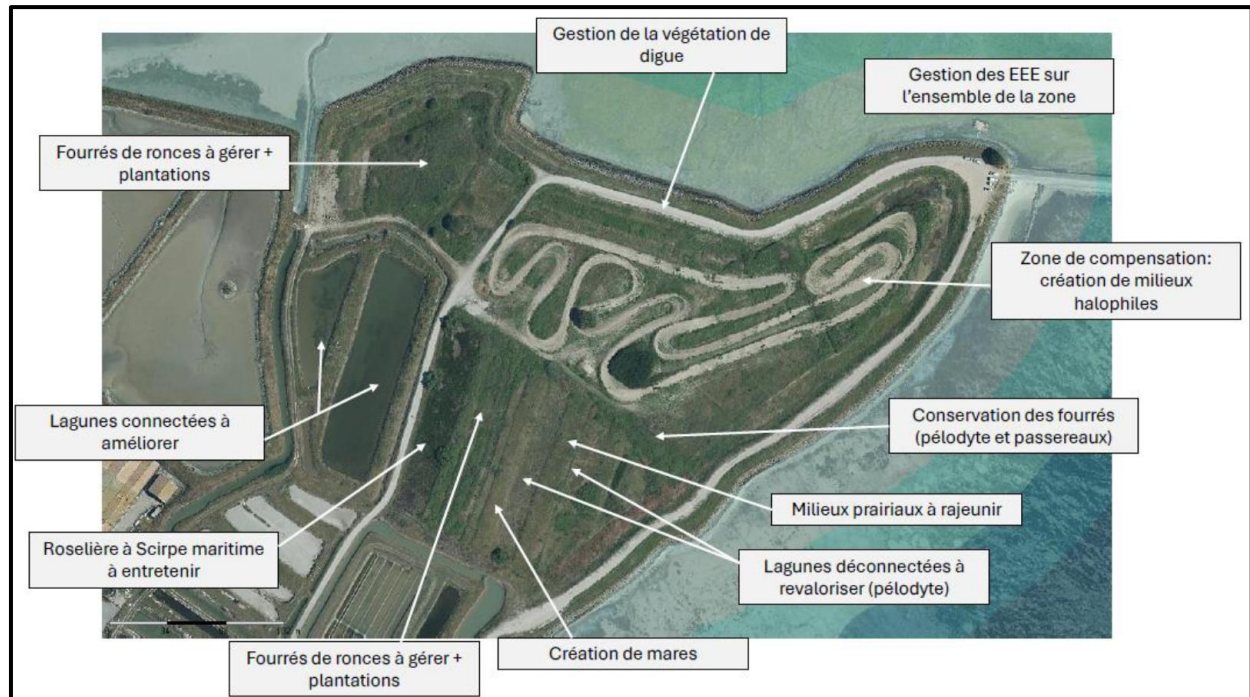 Gestion de la végétation de
digue
Gestion des EEE sur
l'ensemble de la zone
Fourrés de ronces à gérer +
plantations
Zone de compensation:
création de milieux
halophiles
Lagunes connectées à
améliorer
Conservation des fourrés
(pélodyte et passereaux)
Milieux prairiaux à rajeunir
Roselière à Scirpe maritime
à entretenir
Lagunes déconnectées à
revaloriser (pélodyte)
Fourrés de ronces à gérer +
plantations
Création de mares